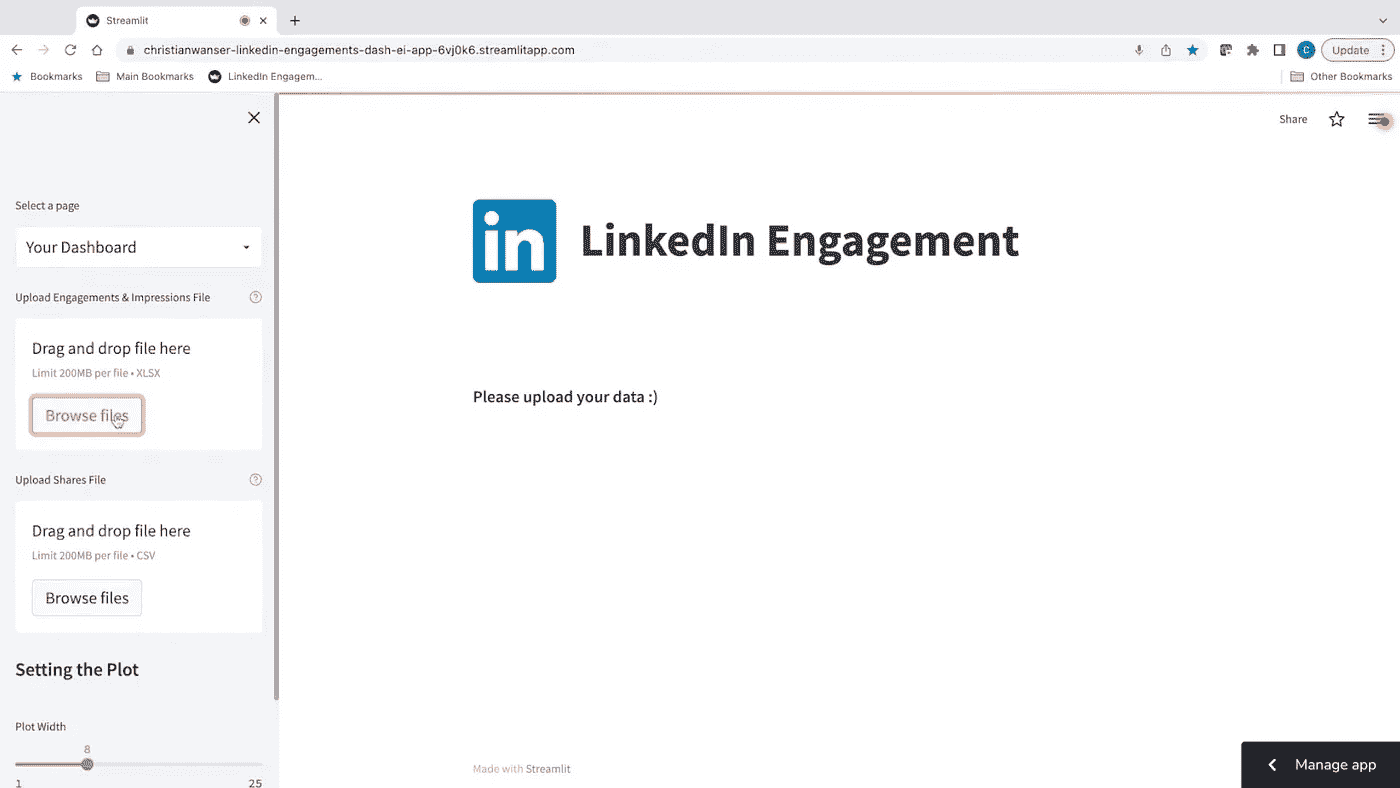 Streamlit
christianwanser-linkedin-engagements-dash-ei-app-6vj0k6.streamlitapp.com
C
Update
Bookmarks
Main Bookmarks
LinkedIn Engagem...
Other Bookmarks
Share
Select a page
Your Dashboard
Upload Engagements & Impressions File
?
Drag and drop file here
Limit 200MB per file • XLSX
Browse files
Upload Shares File
?
Drag and drop file here
Limit 200MB per file • CSV
Browse files
Setting the Plot
Plot Width
8
1
25
in
LinkedIn Engagement
Please upload your data :)
Made with Streamlit
Manage app